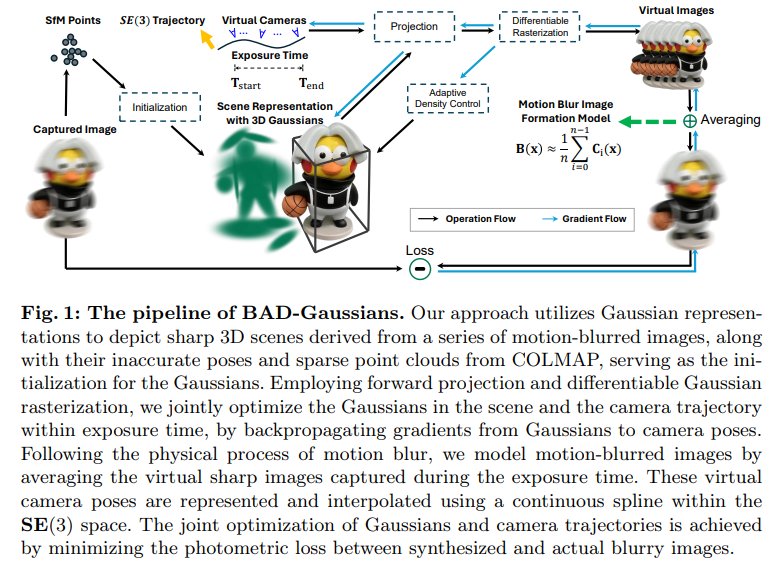 SfM Points
SE(3) Trajectory
Virtual Cameras
Exposure Time
T_start
T_end
Projection
Differentiable
Rasterization
Virtual Images
Initialization
Captured Image
Scene Representation
with 3D Gaussians
Adaptive
Density Control
Motion Blur Image
Formation Model
B(x) ≈ 1/n ∑_{i=0}^{n-1} C_i(x)
Averaging
Operation Flow
Gradient Flow
Loss
Fig. 1: The pipeline of BAD-Gaussians. Our approach utilizes Gaussian represen-
tations to depict sharp 3D scenes derived from a series of motion-blurred images, along
with their inaccurate poses and sparse point clouds from COLMAP, serving as the ini-
tialization for the Gaussians. Employing forward projection and differentiable Gaussian
rasterization, we jointly optimize the Gaussians in the scene and the camera trajectory
within exposure time, by backpropagating gradients from Gaussians to camera poses.
Following the physical process of motion blur, we model motion-blurred images by
averaging the virtual sharp images captured during the exposure time. These virtual
camera poses are represented and interpolated using a continuous spline within the
SE(3) space. The joint optimization of Gaussians and camera trajectories is achieved
by minimizing the photometric loss between synthesized and actual blurry images.